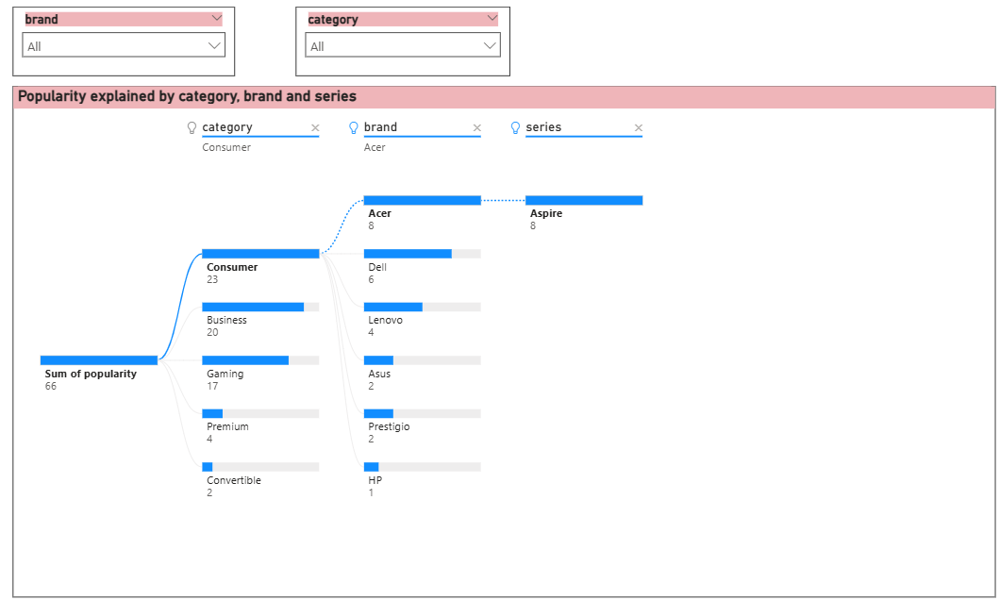 brand
All
category
All
Popularity explained by category, brand and series
category
Consumer
brand
Acer
series
Sum of popularity
66
Consumer
23
Business
20
Gaming
17
Premium
4
Convertible
2
Acer
8
Dell
6
Lenovo
4
Asus
2
Prestigio
2
HP
1
Aspire
8